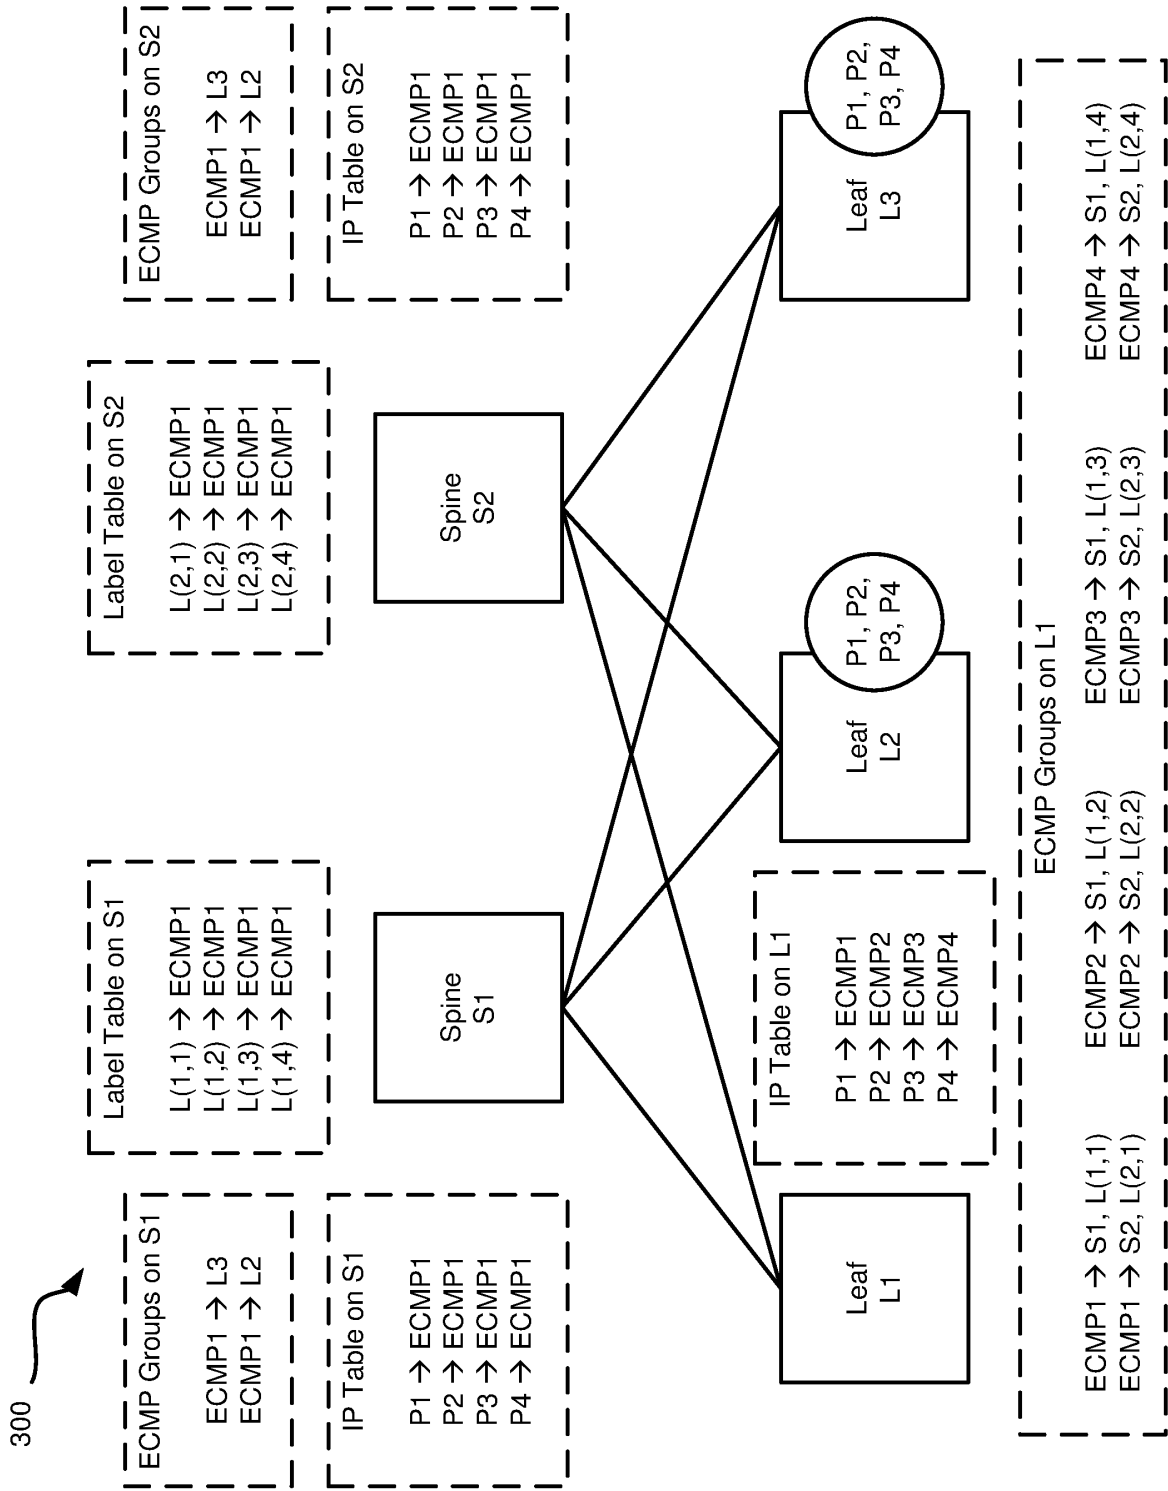 300
ECMP Groups on S1
ECMP1 → L3
ECMP1 → L2
IP Table on S1
P1 → ECMP1
P2 → ECMP1
P3 → ECMP1
P4 → ECMP1
Label Table on S1
L(1,1) → ECMP1
L(1,2) → ECMP1
L(1,3) → ECMP1
L(1,4) → ECMP1
Label Table on S2
L(2,1) → ECMP1
L(2,2) → ECMP1
L(2,3) → ECMP1
L(2,4) → ECMP1
ECMP Groups on S2
ECMP1 → L3
ECMP1 → L2
IP Table on S2
P1 → ECMP1
P2 → ECMP1
P3 → ECMP1
P4 → ECMP1
Spine
S1
Spine
S2
Leaf
L1
IP Table on L1
P1 → ECMP1
P2 → ECMP2
P3 → ECMP3
P4 → ECMP4
Leaf
L2
P1, P2,
P3, P4
Leaf
L3
P1, P2,
P3, P4
ECMP Groups on L1
ECMP1 → S1, L(1,1)
ECMP1 → S2, L(2,1)
ECMP2 → S1, L(1,2)
ECMP2 → S2, L(2,2)
ECMP3 → S1, L(1,3)
ECMP3 → S2, L(2,3)
ECMP4 → S1, L(1,4)
ECMP4 → S2, L(2,4)